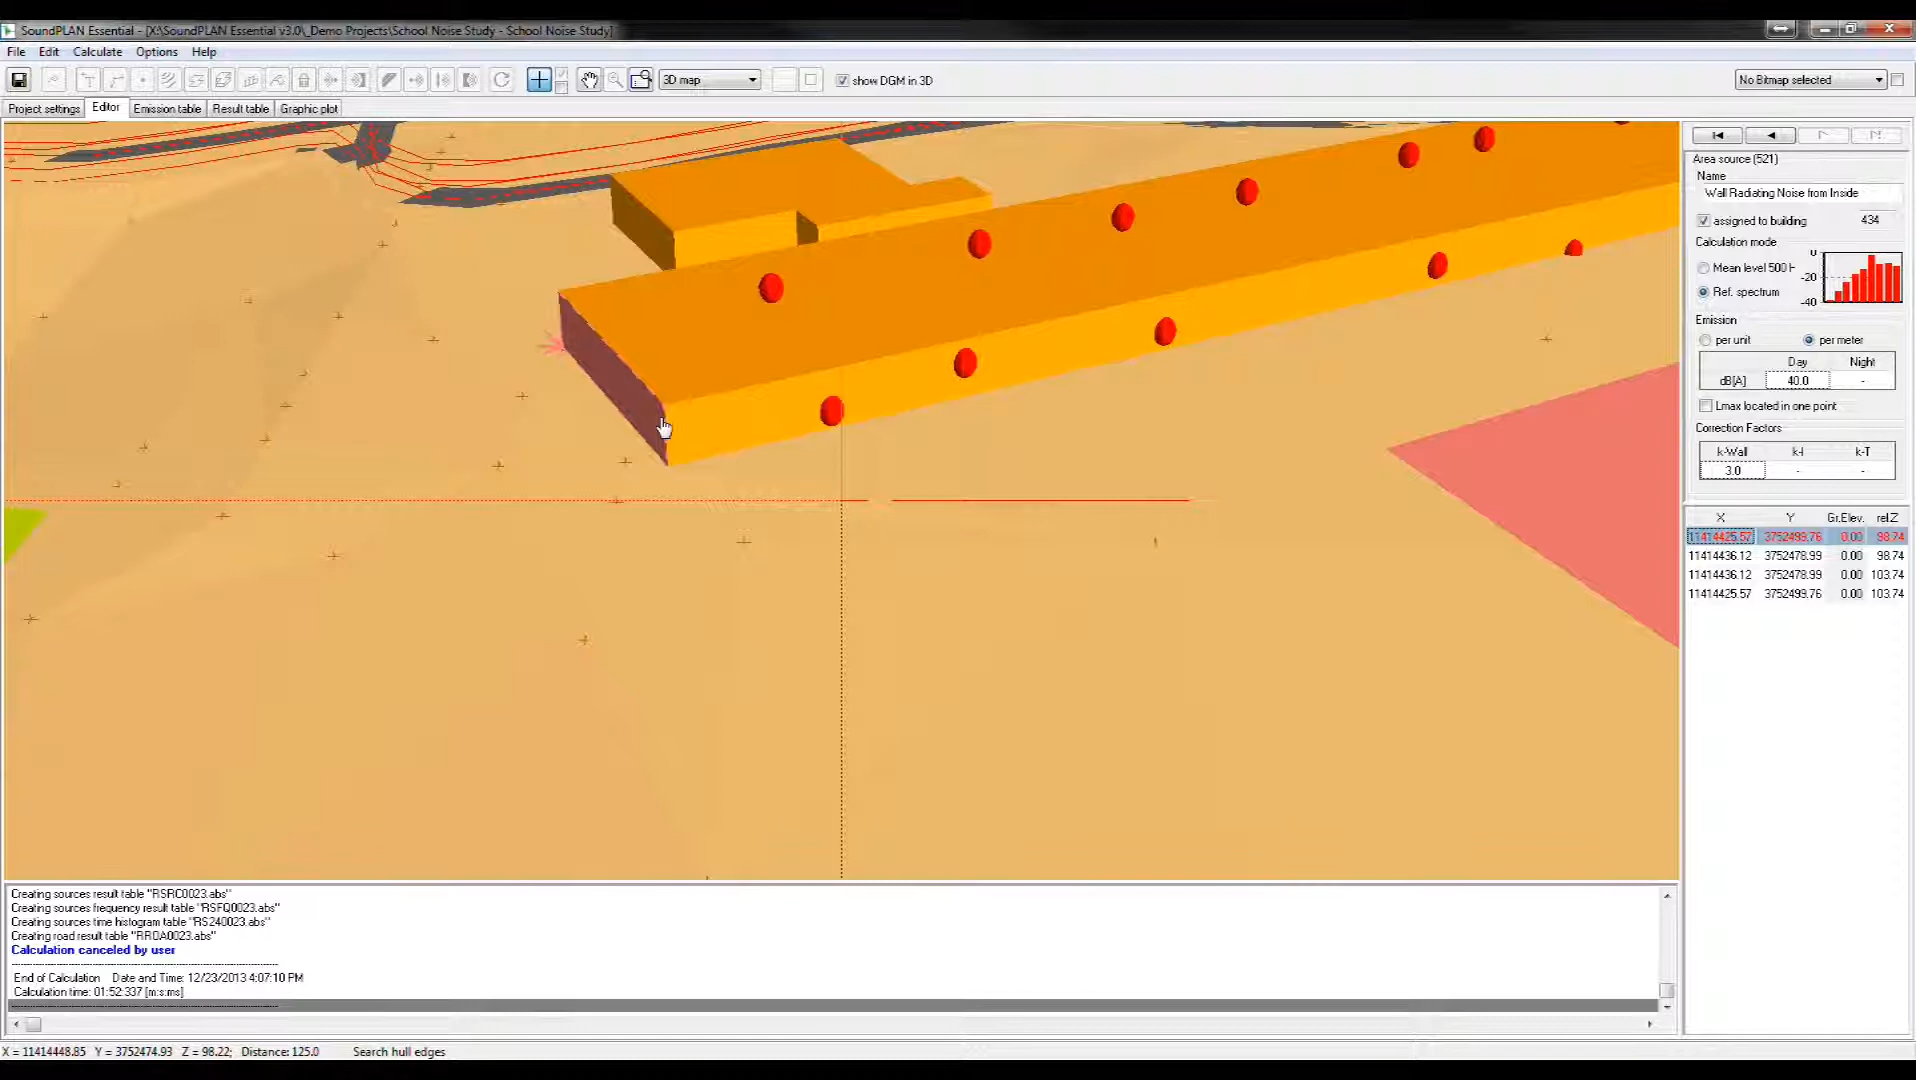 SoundPLAN Essential - [X:\SoundPLAN Essential v3.0\_Demo Projects\School Noise Study - School Noise Study]
File Edit Calculate Options Help
3D map show DGM in 3D No Bitmap selected
Project settings Editor Emission table Result table Graphic plot
Area source (521)
Name
Wall Radiating Noise from Inside
assigned to building 434
Calculation mode
Mean level 500 H
Ref. spectrum
0
-20
-40
Emission
per unit per meter
Day Night
dB[A] 40.0 -
Lmax located in one point
Correction Factors
k-Wall k-I k-T
3.0 - -
X Y Gr.Elev. rel.Z
11414425.57 3752499.76 0.00 98.74
11414436.12 3752478.99 0.00 98.74
11414436.12 3752478.99 0.00 103.74
11414425.57 3752499.76 0.00 103.74
Creating sources result table "RSRC0023.abs"
Creating sources frequency result table "RSFQ0023.abs"
Creating sources time histogram table "RS240023.abs"
Creating road result table "RROA0023.abs"
Calculation canceled by user
End of Calculation Date and Time: 12/23/2013 4:07:10 PM
Calculation time: 01:52:337 [m:s:ms]
X = 11414448.85 Y = 3752474.93 Z = 98.22; Distance: 125.0 Search hull edges